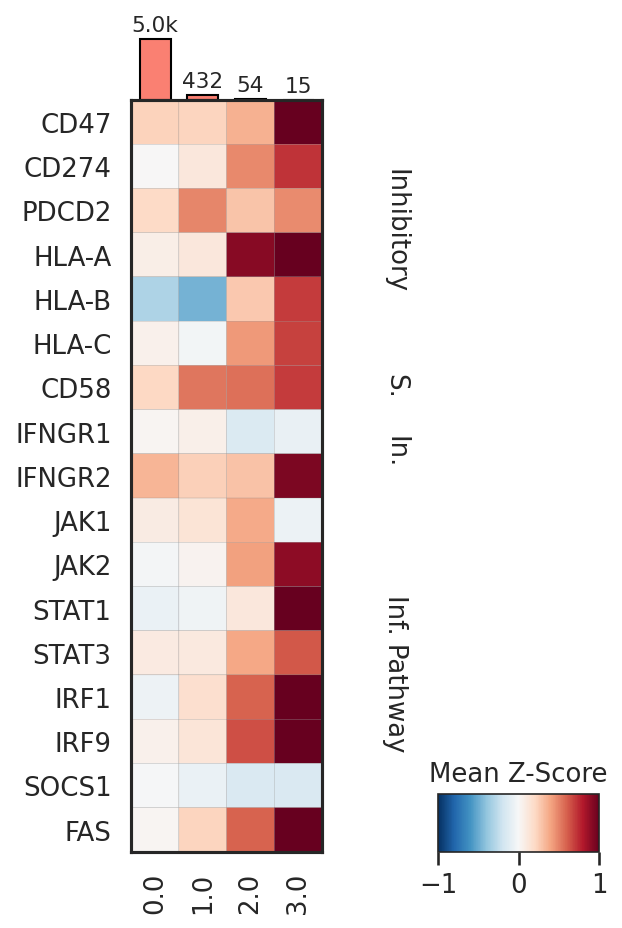 5.0k
432
54
15
CD47
CD274
PDCD2
HLA-A
HLA-B
HLA-C
CD58
IFNGR1
IFNGR2
JAK1
JAK2
STAT1
STAT3
IRF1
IRF9
SOCS1
FAS
Inhibitory
S.
In.
Inf. Pathway
0.0
1.0
2.0
3.0
Mean Z-Score
−1 0 1